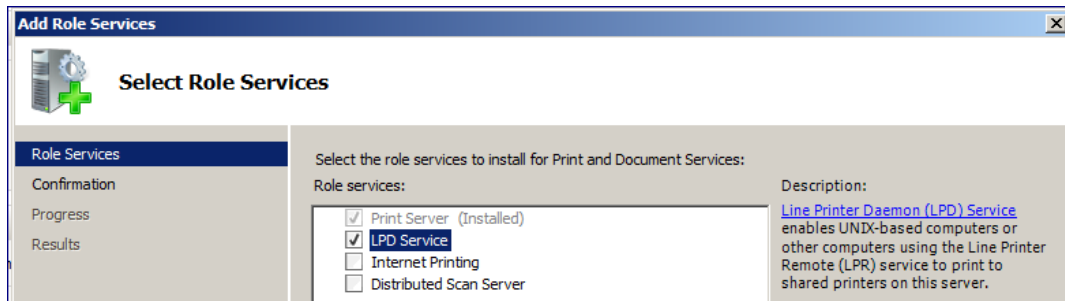 Add Role Services
Select Role Services
Role Services
Confirmation
Progress
Results
Select the role services to install for Print and Document Services:
Role services:
Print Server (Installed)
LPD Service
Internet Printing
Distributed Scan Server
Description:
Line Printer Daemon (LPD) Service
enables UNIX-based computers or
other computers using the Line Printer
Remote (LPR) service to print to
shared printers on this server.